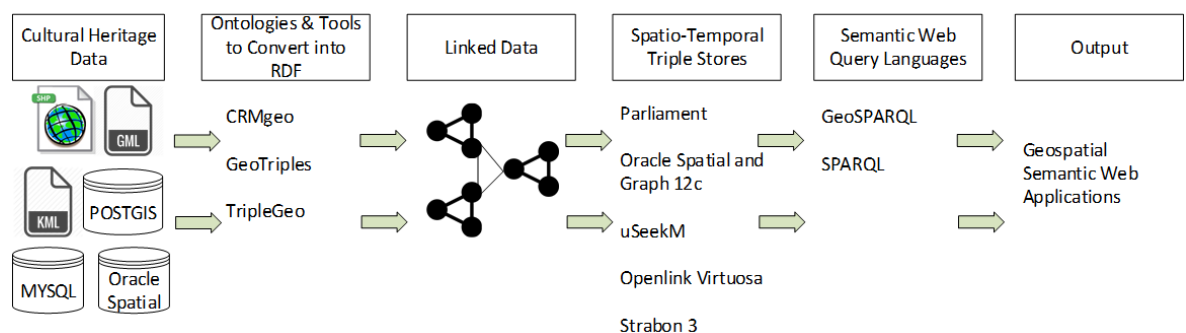 Cultural Heritage
Data
Ontologies & Tools
to Convert into
RDF
Linked Data
Spatio-Temporal
Triple Stores
Semantic Web
Query Languages
Output
SHP
GML
KML
POSTGIS
MYSQL
Oracle
Spatial
CRMgeo
GeoTriples
TripleGeo
Parliament
Oracle Spatial and
Graph 12c
uSeekM
Openlink Virtuosa
Strabon 3
GeoSPARQL
SPARQL
Geospatial
Semantic Web
Applications